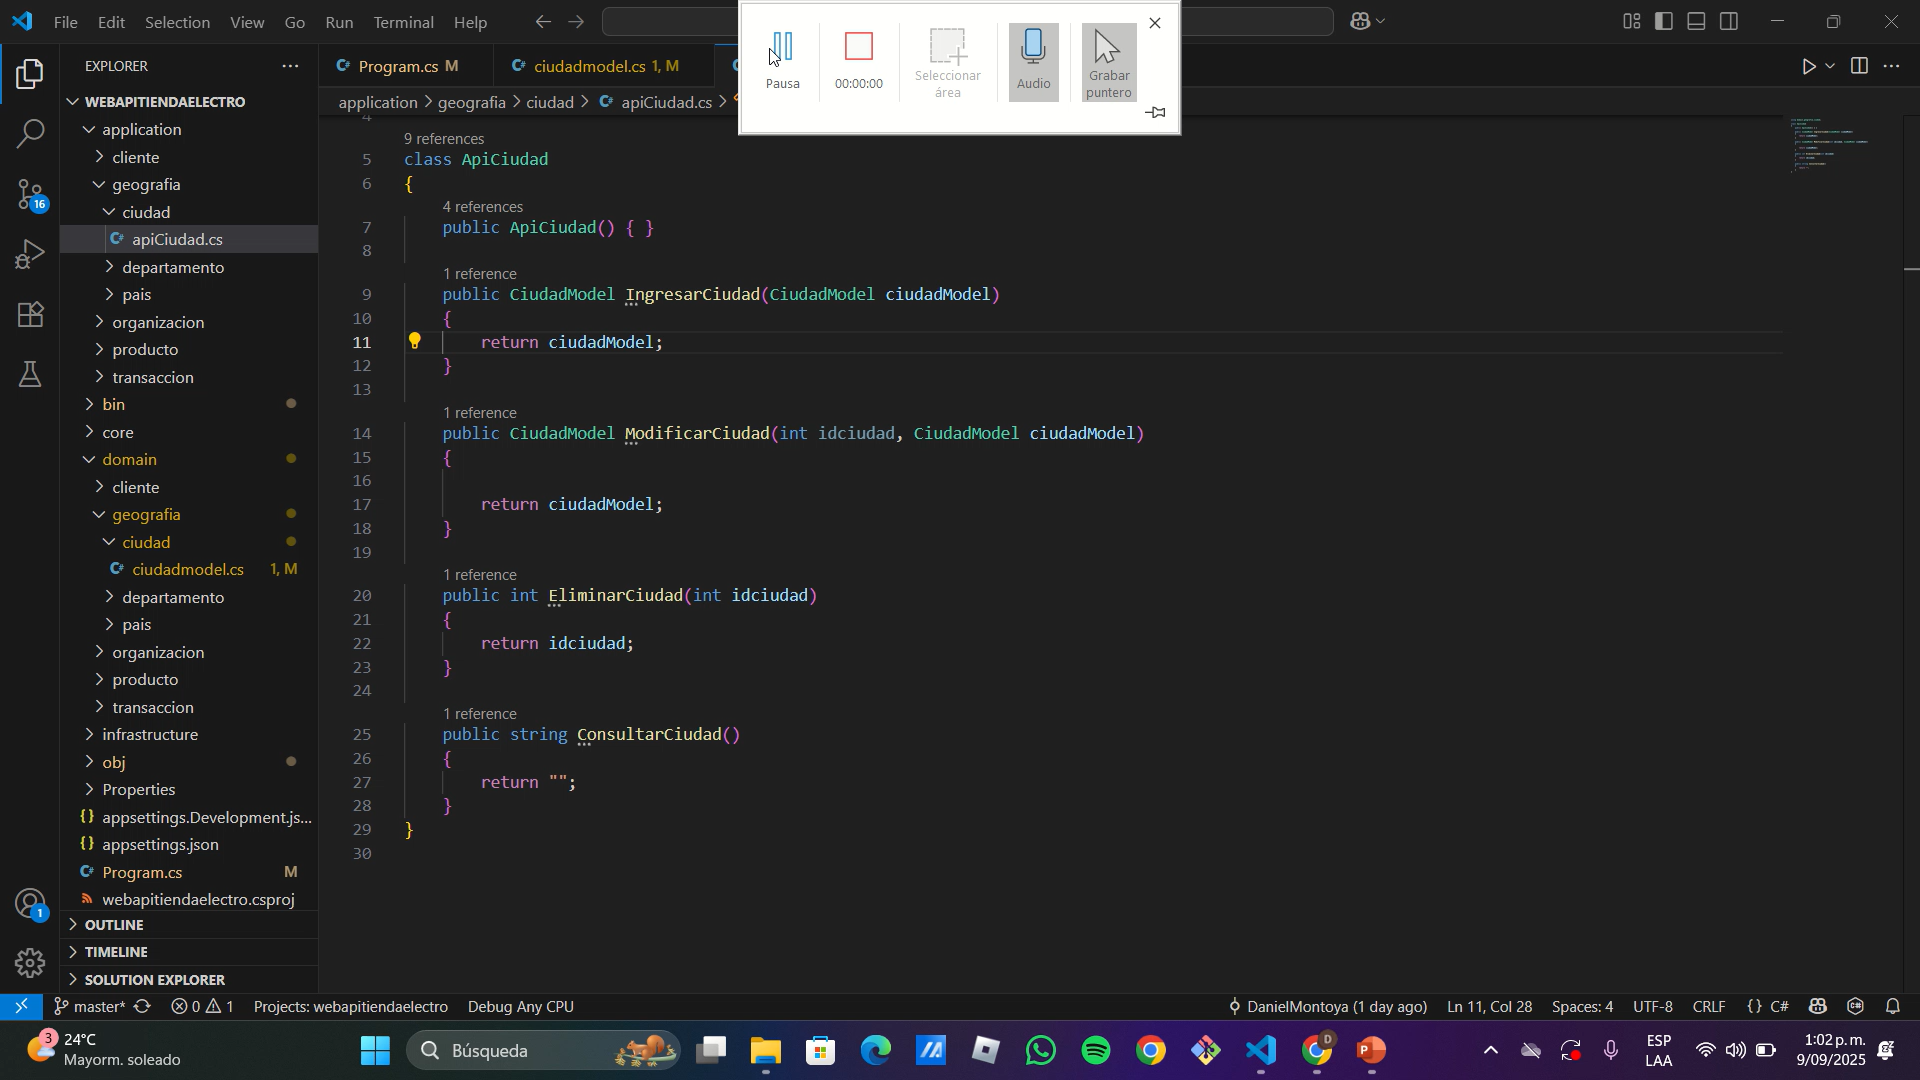 File Edit Selection View Go Run Terminal Help
Pausa
00:00:00
Seleccionar
área
Audio
Grabar
puntero
EXPLORER
Program.cs M
ciudadmodel.cs 1, M
WEBAPITIENDAELECTRO
application > geografia > ciudad > apiCiudad.cs >
application
cliente
geografia
ciudad
apiCiudad.cs
departamento
pais
organizacion
producto
transaccion
bin
core
domain
cliente
geografia
ciudad
ciudadmodel.cs 1, M
departamento
pais
organizacion
producto
transaccion
infrastructure
obj
Properties
appsettings.Development.js...
appsettings.json
Program.cs M
webapitiendaelectro.csproj
OUTLINE
TIMELINE
SOLUTION EXPLORER
16
1
4
9 references
5 class ApiCiudad
6 {
4 references
7 public ApiCiudad() { }
8
1 reference
9 public CiudadModel IngresarCiudad(CiudadModel ciudadModel)
10 {
11 return ciudadModel;
12 }
13
1 reference
14 public CiudadModel ModificarCiudad(int idciudad, CiudadModel ciudadModel)
15 {
16
17 return ciudadModel;
18 }
19
1 reference
20 public int EliminarCiudad(int idciudad)
21 {
22 return idciudad;
23 }
24
1 reference
25 public string ConsultarCiudad()
26 {
27 return "";
28 }
29 }
30
master* 0 1 Projects: webapitiendaelectro Debug Any CPU
DanielMontoya (1 day ago) Ln 11, Col 28 Spaces: 4 UTF-8 CRLF {} C#
3
24°C
Mayorm. soleado
Búsqueda
D
ESP
LAA
1:02 p. m.
9/09/2025